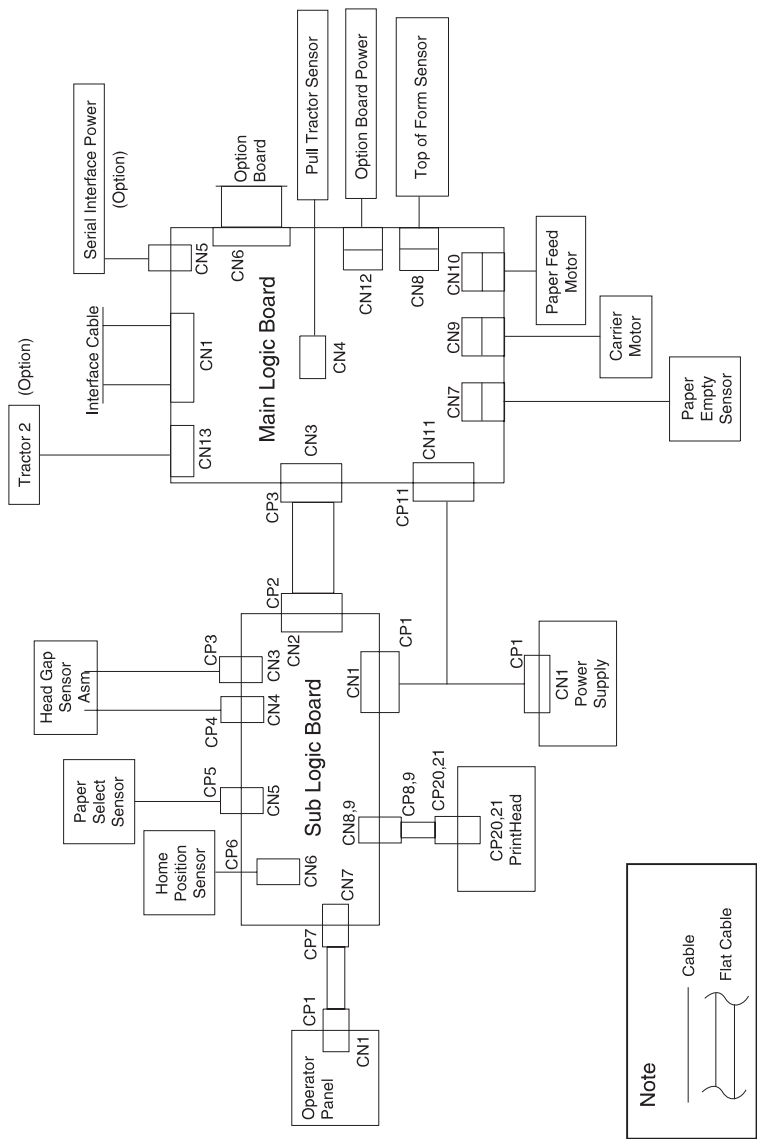 Tractor 2
(Option)
Interface Cable
Serial Interface Power
(Option)
CN13
CN1
CN5
CN6
Option
Board
Main Logic Board
CN3
CP3
CN4
Pull Tractor Sensor
CN12
Option Board Power
CN8
Top of Form Sensor
CN11
CP11
CN7
CN9
CN10
Paper Feed
Motor
Carrier
Motor
Paper
Empty
Sensor
Head Gap
Sensor
Asm
CP3
CN3
CP4
CN4
Paper
Select
Sensor
CP5
CN5
Home
Position
Sensor
CP6
CN6
Sub Logic Board
CP2
CN2
CN1
CP1
CP1
CN1
Power
Supply
CN8,9
CP8,9
CP20,21
CP20,21
PrintHead
CN7
CP7
CP1
CN1
Operator
Panel
Note
Cable
Flat Cable